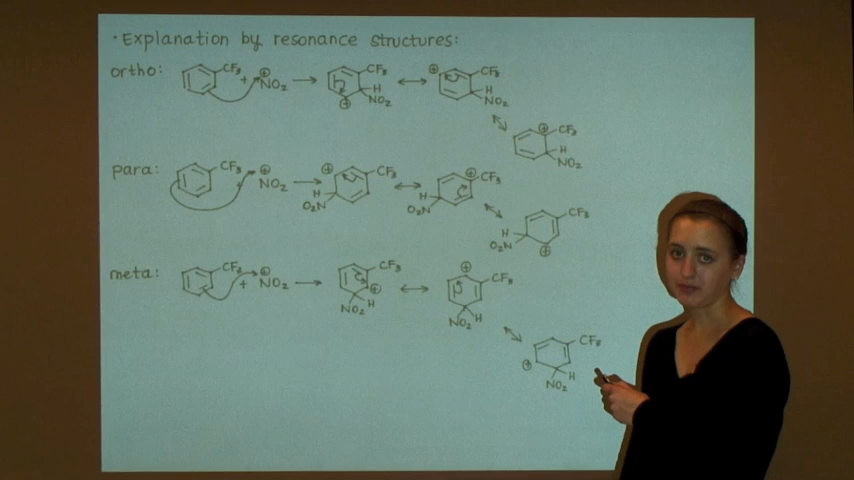 · Explanation by resonance structures:
ortho: CF₃ + ⊕NO₂ → CF₃ H NO₂ ⊕ ↔ ⊕ CF₃ H NO₂
↔ ⊕ CF₃ H NO₂
para: CF₃ + ⊕NO₂ → ⊕ CF₃ H O₂N ↔ ⊕ CF₃ H O₂N
↔ CF₃ H O₂N ⊕
meta: CF₃ + ⊕NO₂ → CF₃ ⊕ H NO₂ ↔ ⊕ CF₃ NO₂ H
↔ CF₃ ⊕ H NO₂